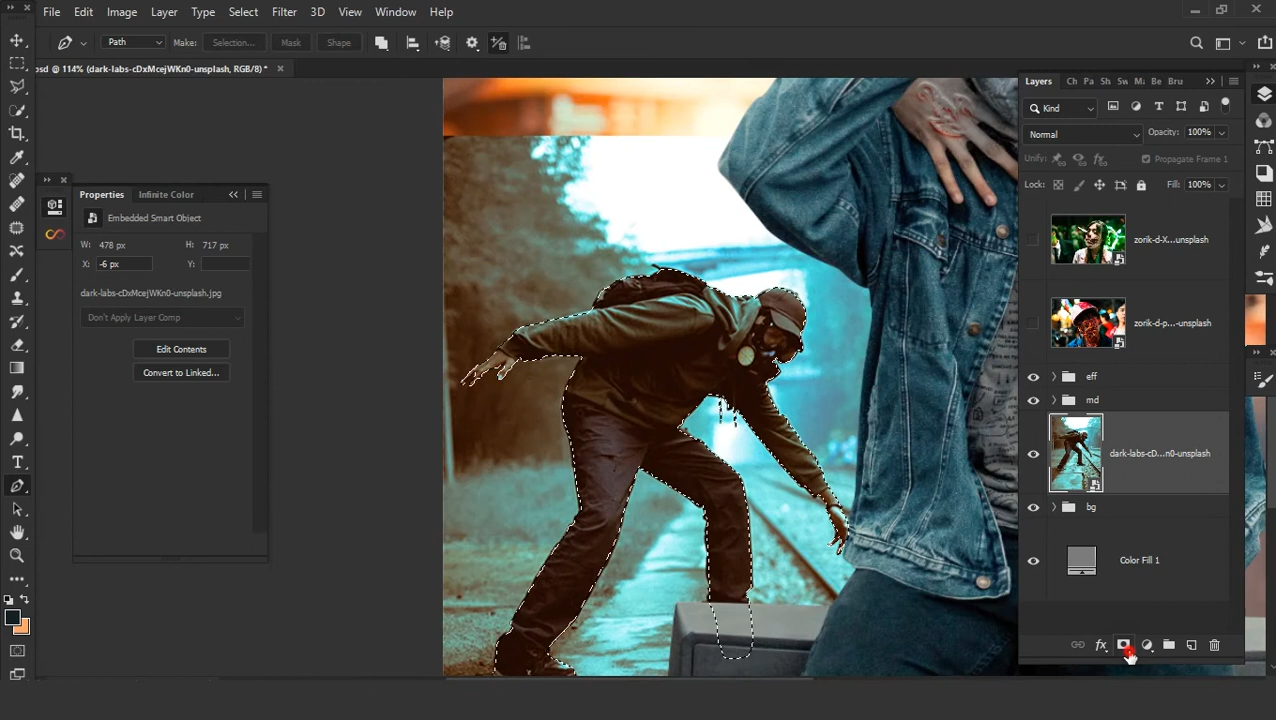 File Edit Image Layer Type Select Filter 3D View Window Help
Path Make: Selection... Mask Shape
psd @ 114% (dark-labs-cDxMcejWKn0-unsplash, RGB/8) *
Layers Ch Pa Sh Sw Ma Be Bru
Kind
Normal Opacity: 100%
Unify: Propagate Frame 1
Lock: Fill: 100%
Properties Infinite Color
Embedded Smart Object
W: 478 px H: 717 px
X: -6 px Y:
dark-labs-cDxMcejWKn0-unsplash.jpg
Don't Apply Layer Comp
Edit Contents
Convert to Linked...
zorik-d-X...unsplash
zorik-d-p...-unsplash
eff
md
dark-labs-cD...n0-unsplash
bg
Color Fill 1
fx